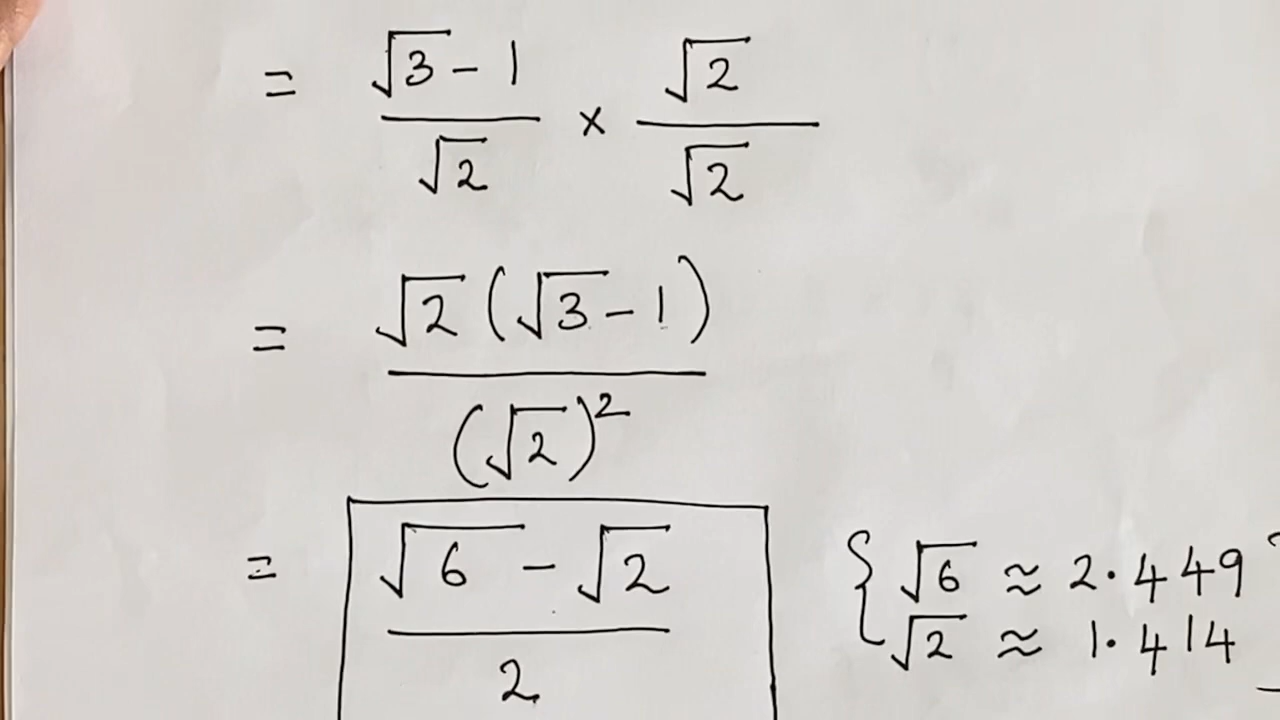 = (√3 - 1)/√2 × √2/√2
= √2 (√3 - 1)/(√2)²
= (√6 - √2)/2
{ √6 ≈ 2.449
√2 ≈ 1.414